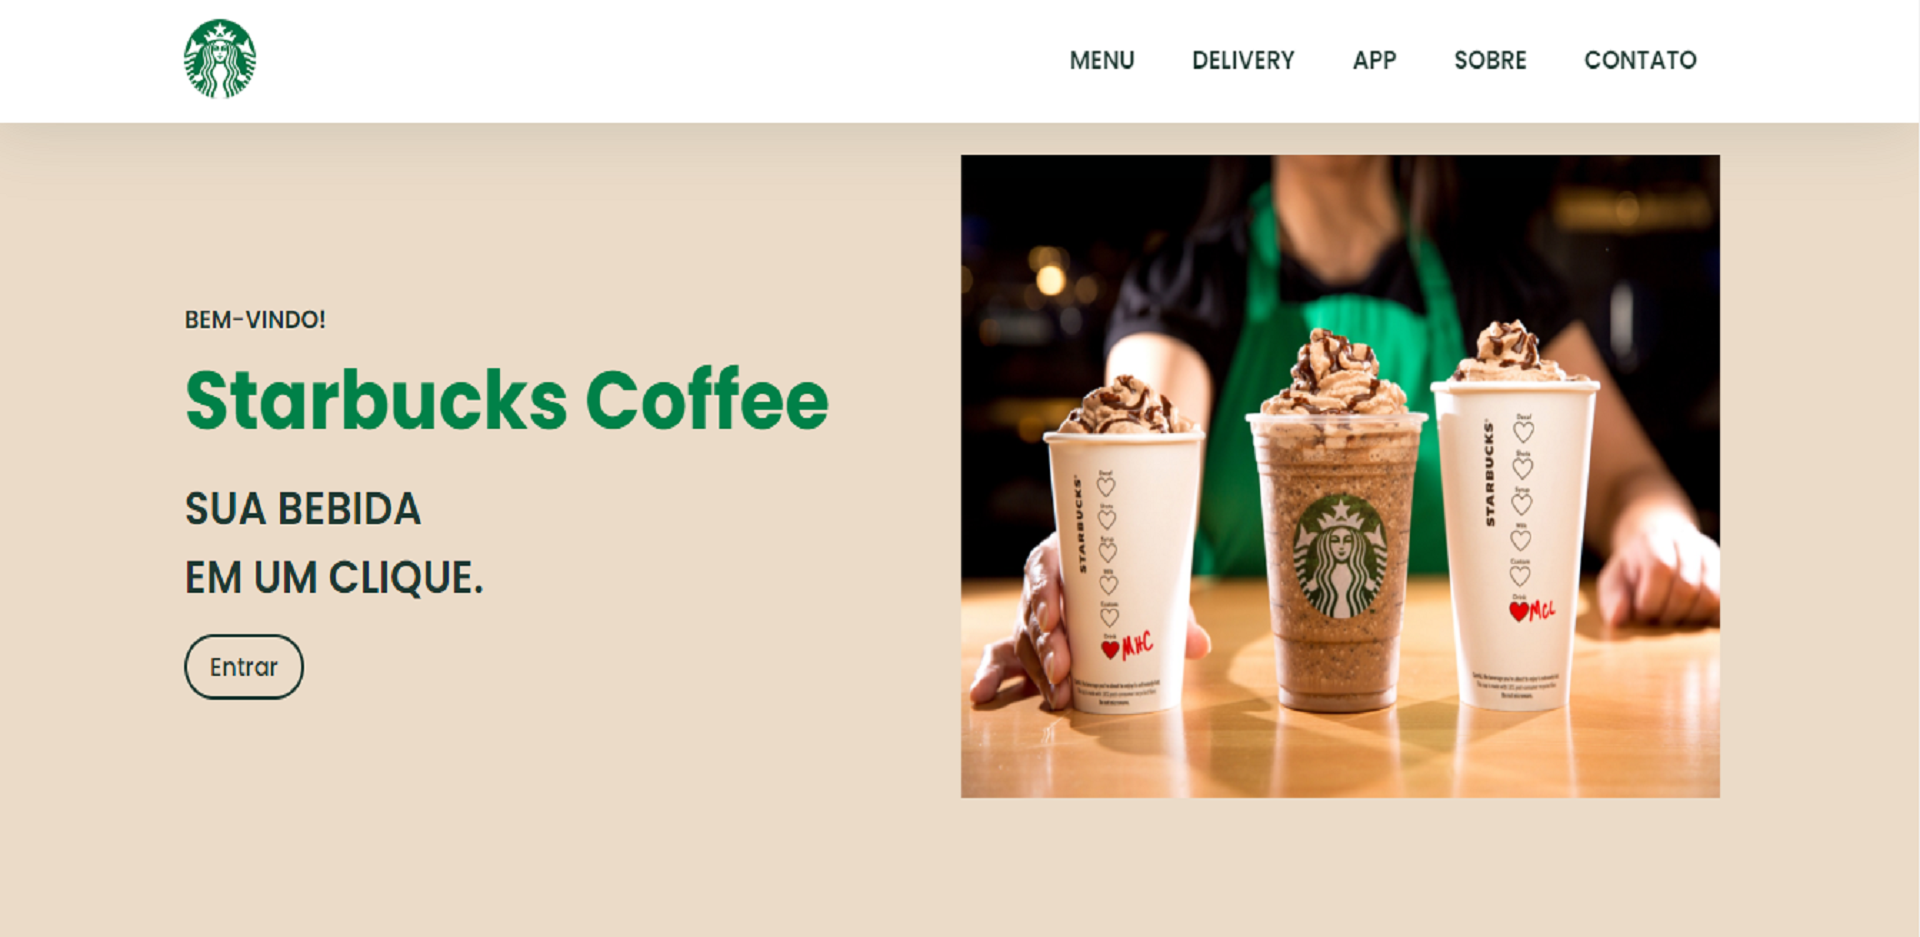 MENU DELIVERY APP SOBRE CONTATO
BEM-VINDO!
Starbucks Coffee
SUA BEBIDA
EM UM CLIQUE.
Entrar
STARBUCKS
MHC
STARBUCKS
MCL